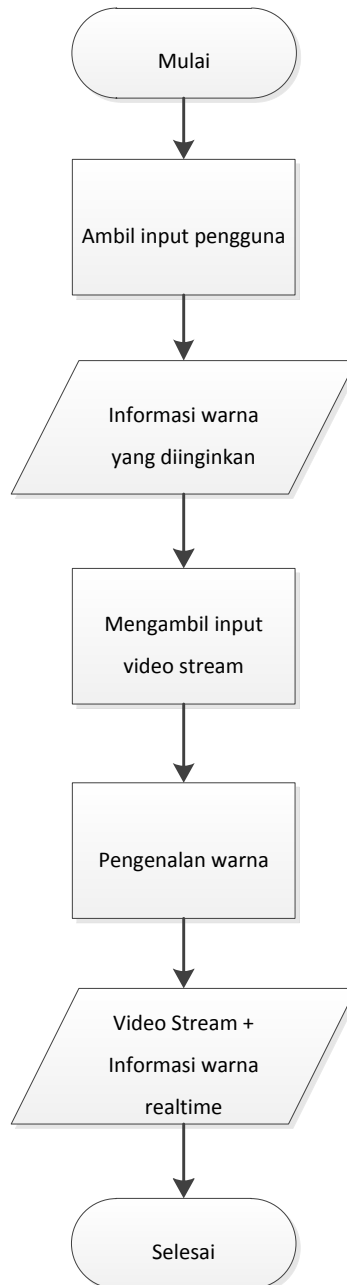 Mulai
Ambil input pengguna
Informasi warna
yang diinginkan
Mengambil input
video stream
Pengenalan warna
Video Stream +
Informasi warna
realtime
Selesai